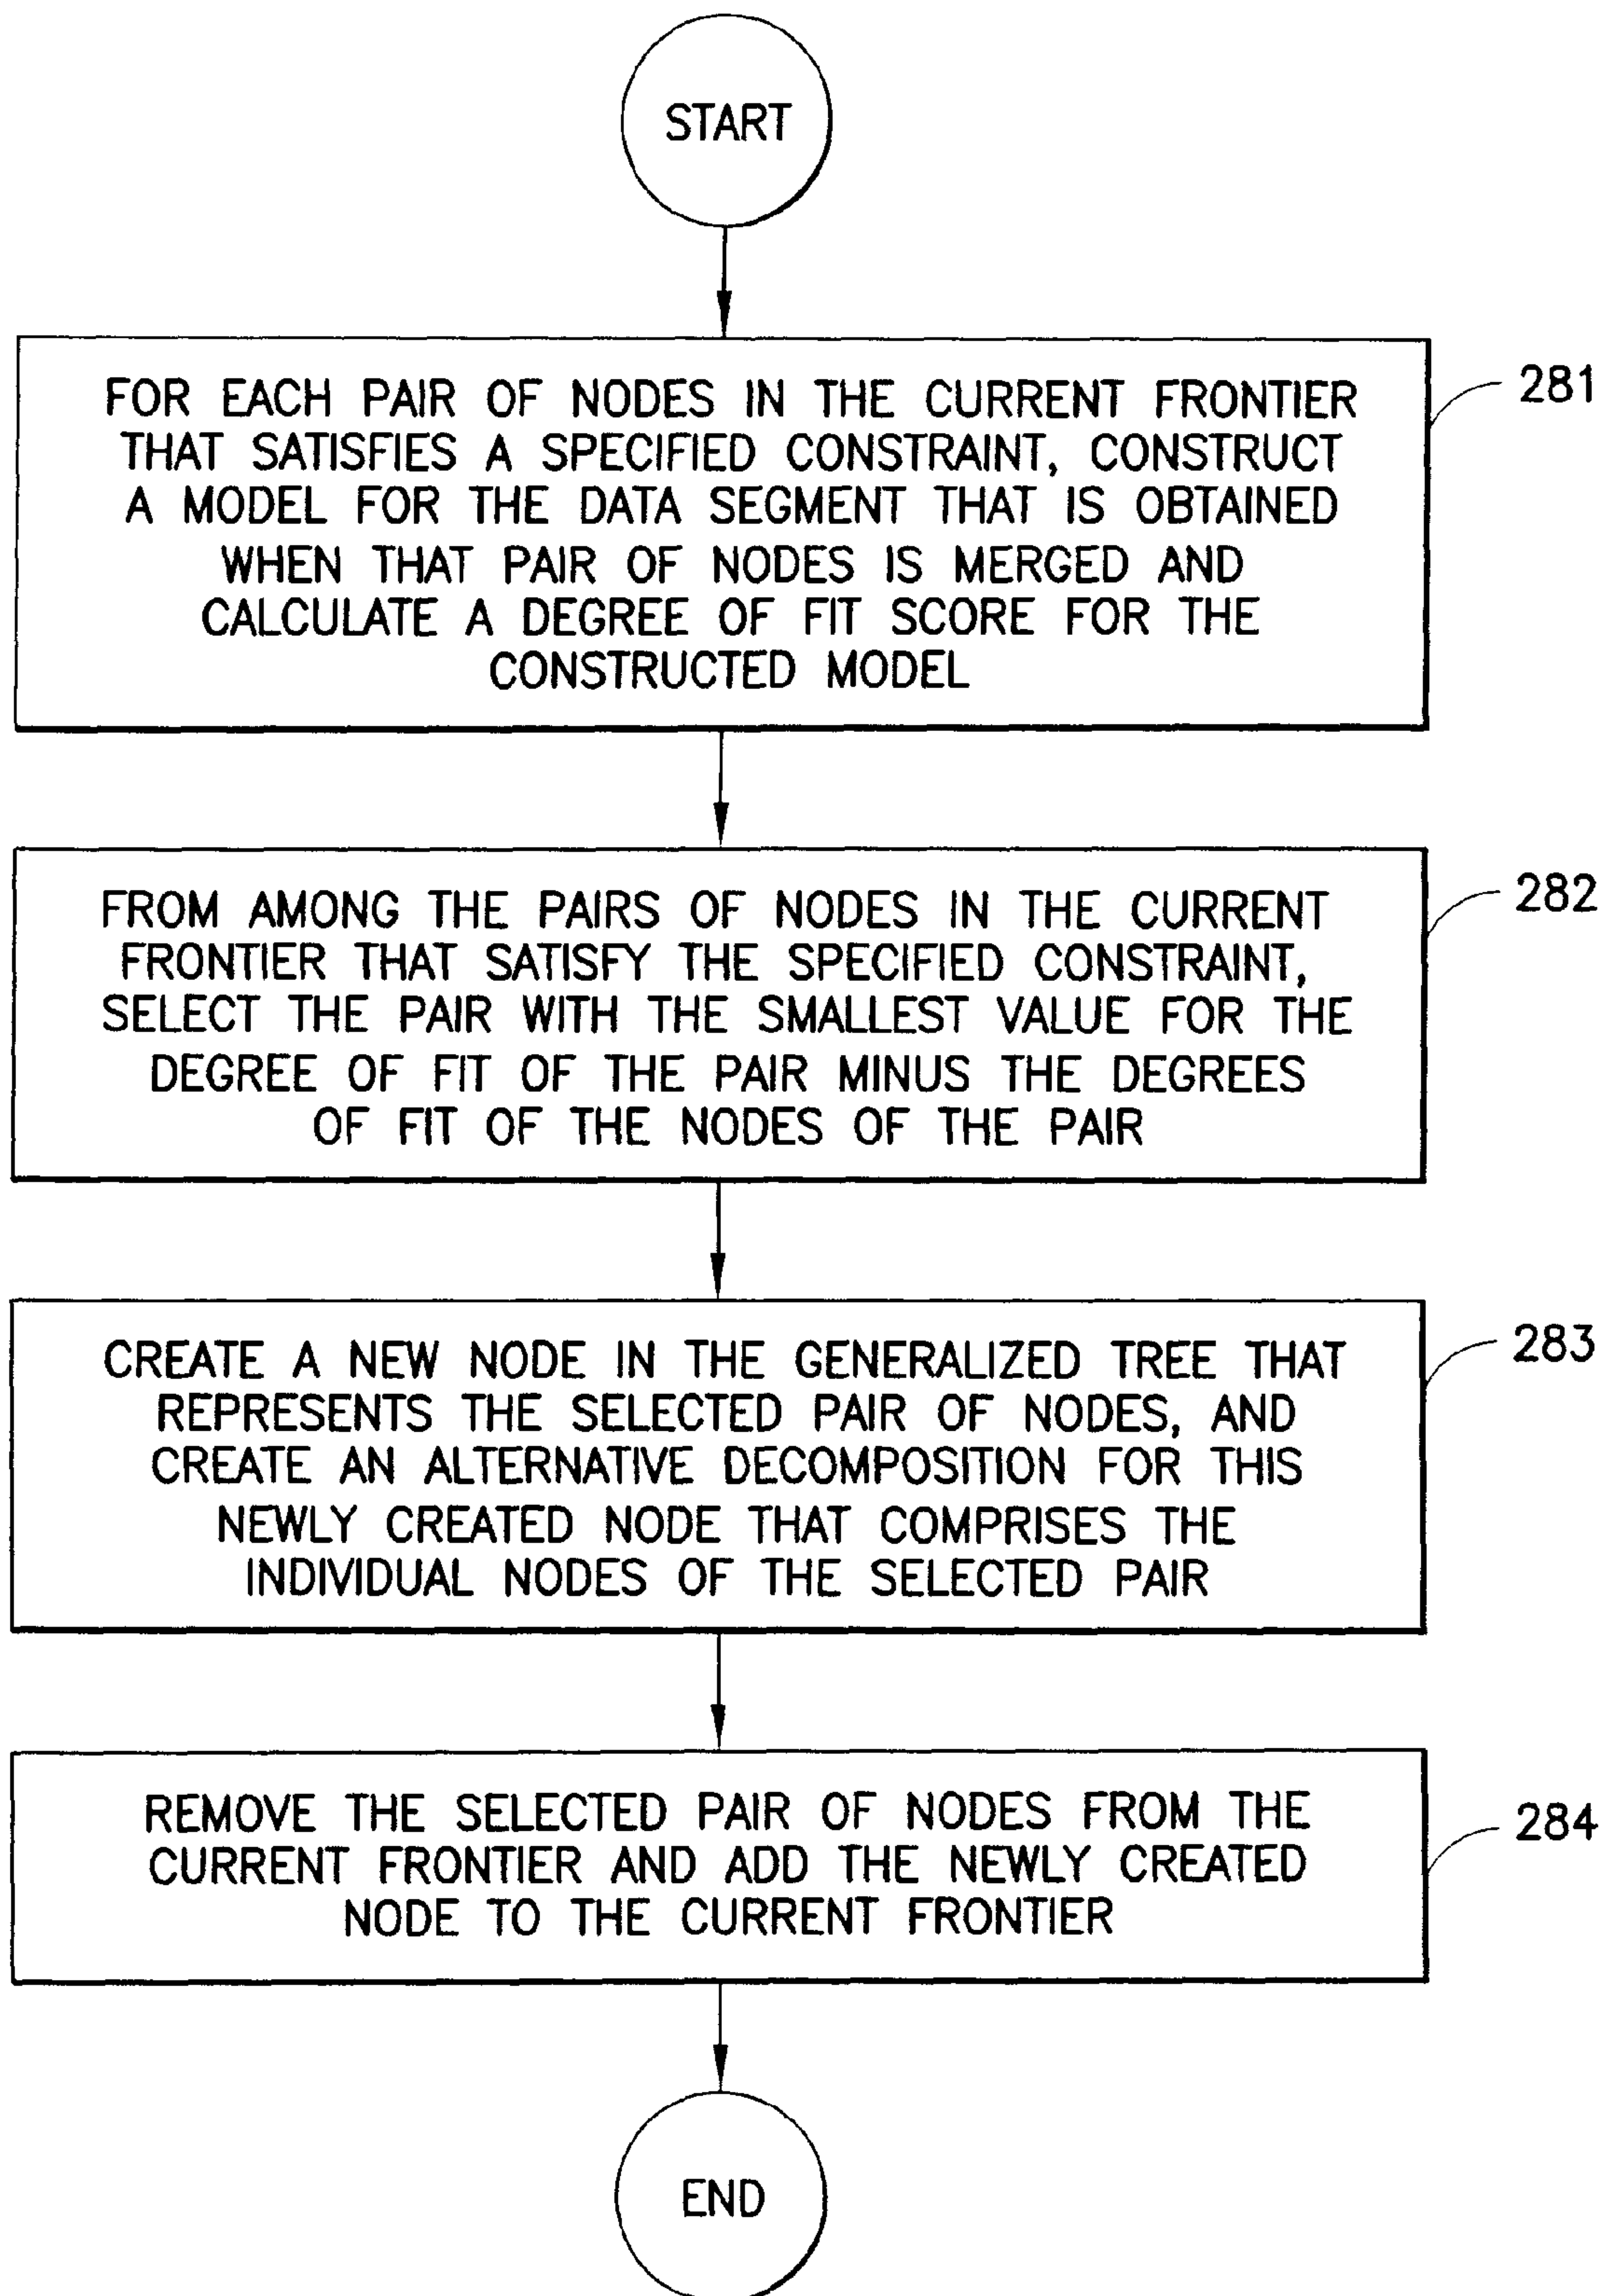 START
FOR EACH PAIR OF NODES IN THE CURRENT FRONTIER
THAT SATISFIES A SPECIFIED CONSTRAINT, CONSTRUCT
A MODEL FOR THE DATA SEGMENT THAT IS OBTAINED
WHEN THAT PAIR OF NODES IS MERGED AND
CALCULATE A DEGREE OF FIT SCORE FOR THE
CONSTRUCTED MODEL
281
FROM AMONG THE PAIRS OF NODES IN THE CURRENT
FRONTIER THAT SATISFY THE SPECIFIED CONSTRAINT,
SELECT THE PAIR WITH THE SMALLEST VALUE FOR THE
DEGREE OF FIT OF THE PAIR MINUS THE DEGREES
OF FIT OF THE NODES OF THE PAIR
282
CREATE A NEW NODE IN THE GENERALIZED TREE THAT
REPRESENTS THE SELECTED PAIR OF NODES, AND
CREATE AN ALTERNATIVE DECOMPOSITION FOR THIS
NEWLY CREATED NODE THAT COMPRISES THE
INDIVIDUAL NODES OF THE SELECTED PAIR
283
REMOVE THE SELECTED PAIR OF NODES FROM THE
CURRENT FRONTIER AND ADD THE NEWLY CREATED
NODE TO THE CURRENT FRONTIER
284
END